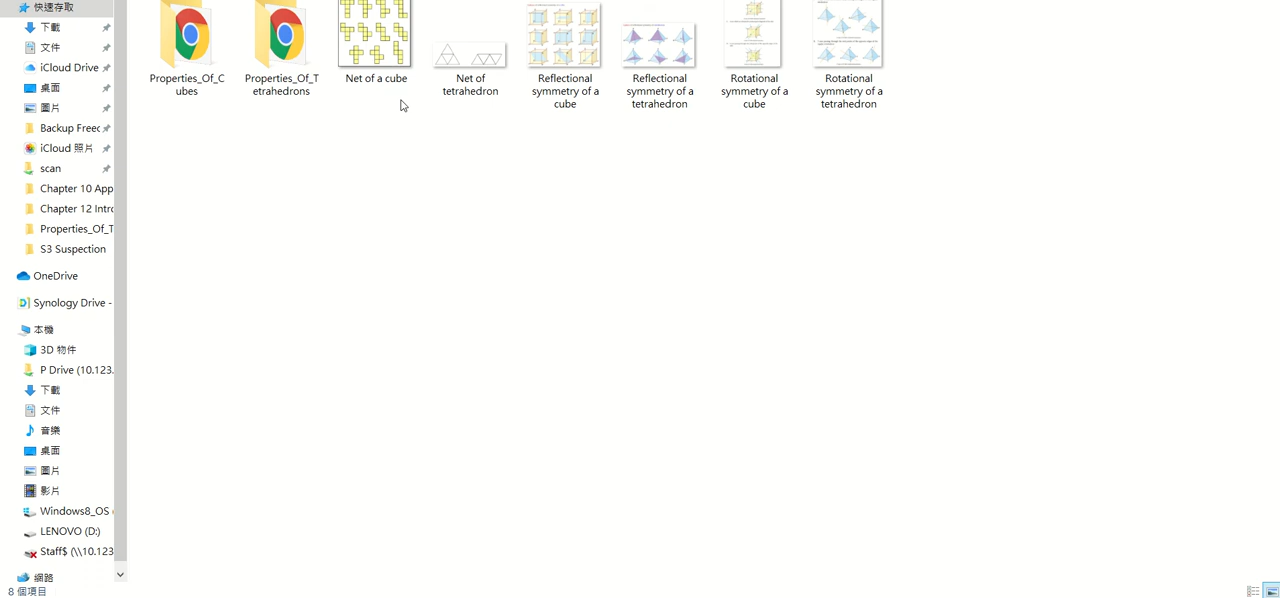 快速存取
下載
文件
iCloud Drive
桌面
圖片
Backup Freec
iCloud 照片
scan
Chapter 10 App
Chapter 12 Intro
Properties_Of_T
S3 Suspection
OneDrive
Synology Drive -
本機
3D 物件
P Drive (10.123.
下載
文件
音樂
桌面
圖片
影片
Windows8_OS (
LENOVO (D:)
Staff$ (\\10.123
網路
8 個項目
Properties_Of_C
ubes
Properties_Of_T
etrahedrons
Net of a cube
Net of
tetrahedron
Reflectional
symmetry of a
cube
Reflectional
symmetry of a
tetrahedron
Rotational
symmetry of a
cube
Rotational
symmetry of a
tetrahedron